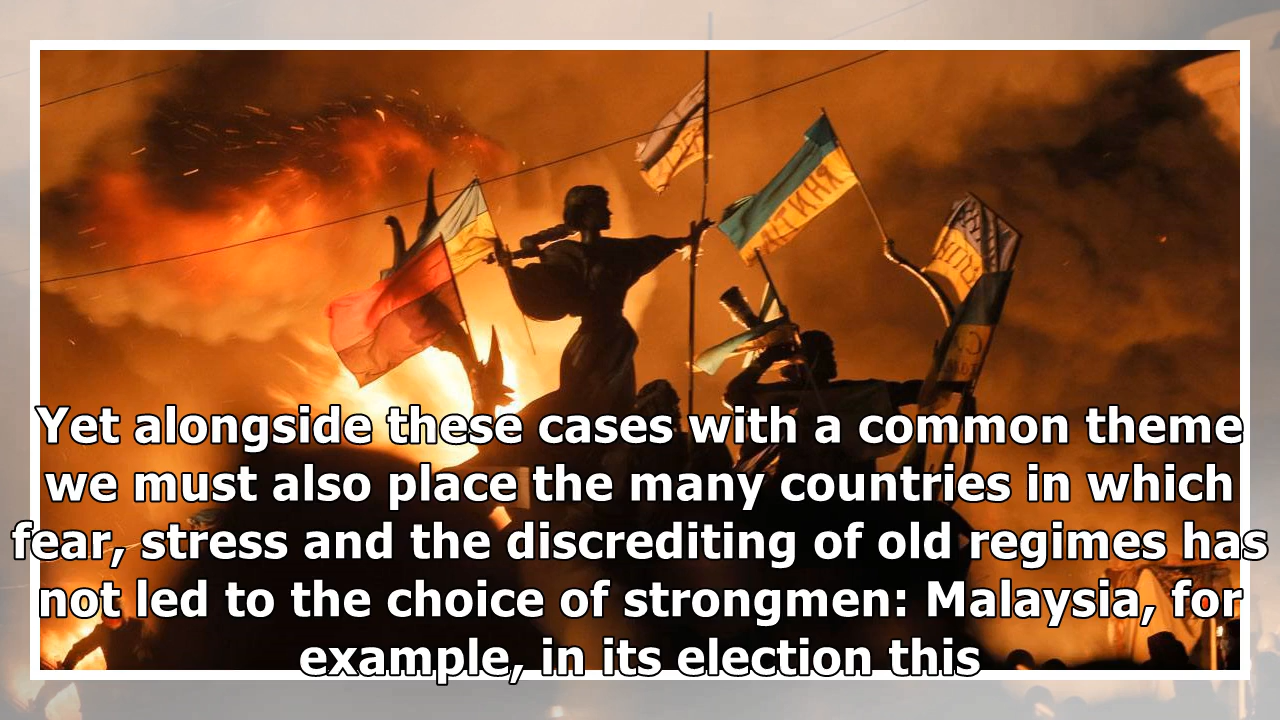 Yet alongside these cases with a common theme
we must also place the many countries in which
fear, stress and the discrediting of old regimes has
not led to the choice of strongmen: Malaysia, for
example, in its election this